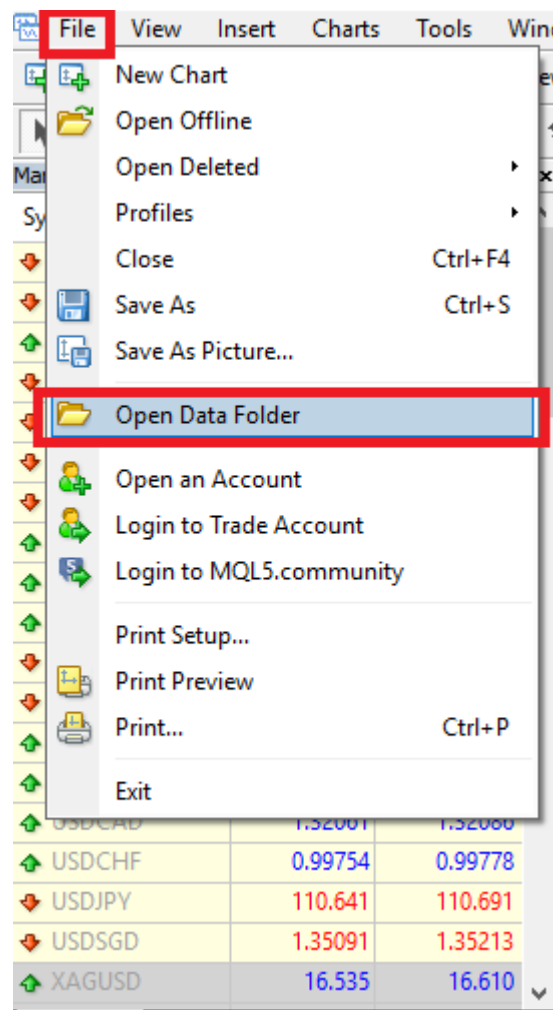 File View Insert Charts Tools
New Chart
Open Offline
Open Deleted
Profiles
Close Ctrl+F4
Save As Ctrl+S
Save As Picture...
Open Data Folder
Open an Account
Login to Trade Account
Login to MQL5.community
Print Setup...
Print Preview
Print... Ctrl+P
Exit
USDCAD 1.32061 1.32086
USDCHF 0.99754 0.99778
USDJPY 110.641 110.691
USDSGD 1.35091 1.35213
XAGUSD 16.535 16.610